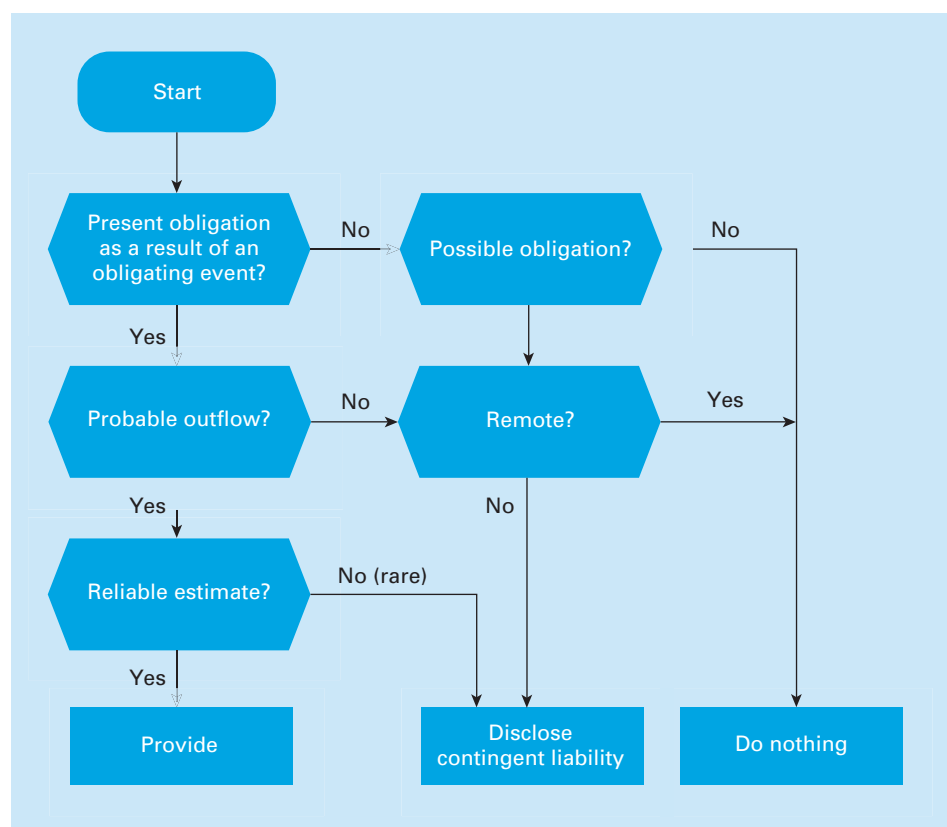 Start
Present obligation
as a result of an
obligating event?
No
Possible obligation?
No
Yes
Probable outflow?
No
Remote?
Yes
Yes
No
Reliable estimate?
No (rare)
Yes
Provide
Disclose
contingent liability
Do nothing